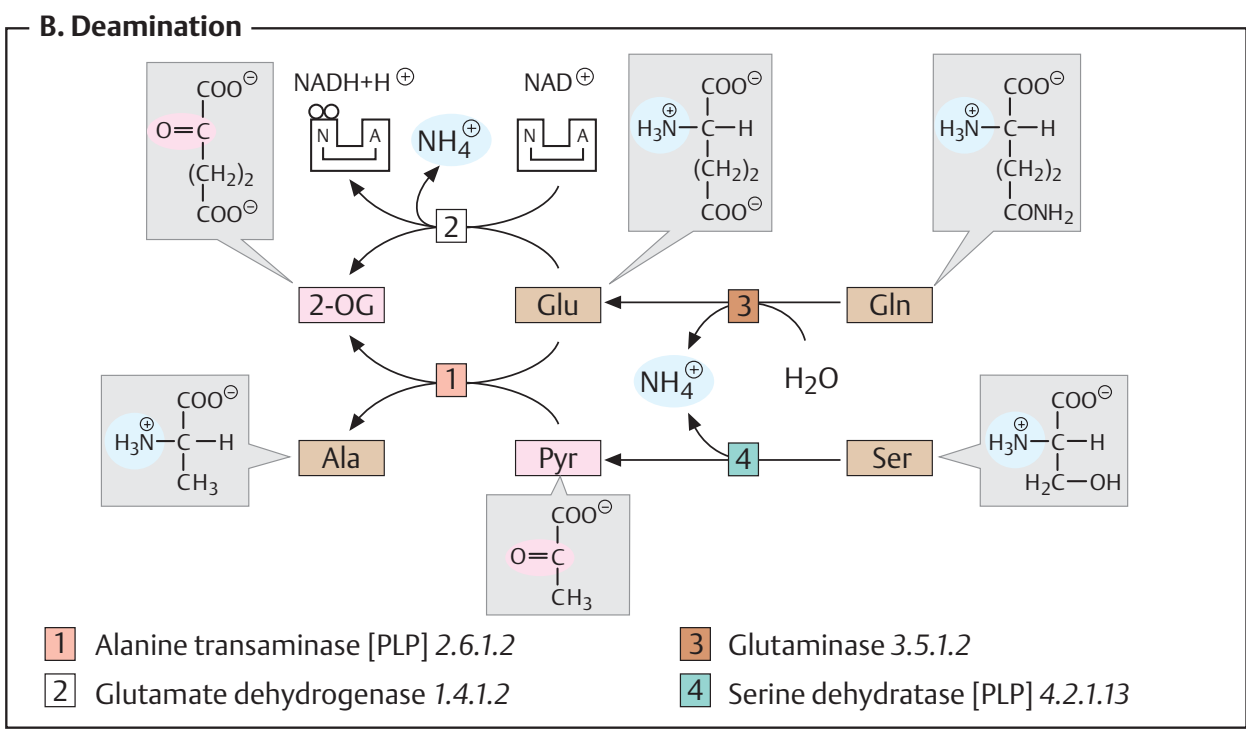 B. Deamination
COO⊖
O=C
(CH₂)₂
COO⊖
NADH+H⊕
N A
NH₄⊕
NAD⊕
N A
COO⊖
H₃N⊕—C—H
(CH₂)₂
COO⊖
COO⊖
H₃N⊕—C—H
(CH₂)₂
CONH₂
2
2-OG
Glu
3
Gln
1
NH₄⊕
H₂O
COO⊖
H₃N⊕—C—H
CH₃
Ala
Pyr
4
Ser
COO⊖
H₃N⊕—C—H
H₂C—OH
COO⊖
O=C
CH₃
1 Alanine transaminase [PLP] 2.6.1.2
2 Glutamate dehydrogenase 1.4.1.2
3 Glutaminase 3.5.1.2
4 Serine dehydratase [PLP] 4.2.1.13